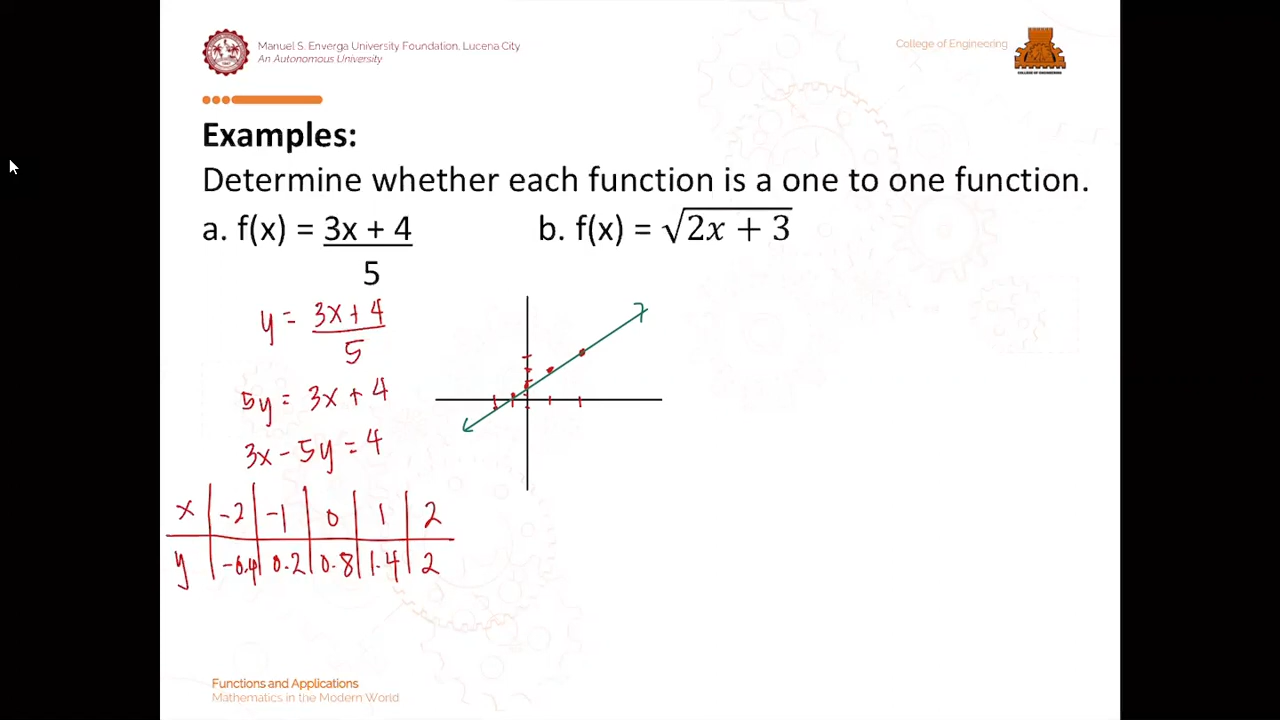 Manuel S. Enverga University Foundation, Lucena City
An Autonomous University
College of Engineering
COLLEGE OF ENGINEERING
Examples:
Determine whether each function is a one to one function.
a. f(x) = 3x + 4
5
b. f(x) = √2x + 3
y = 3x + 4
5
5y = 3x + 4
3x - 5y = 4
x -2 -1 0 1 2
y -0.4 0.2 0.8 1.4 2
Functions and Applications
Mathematics in the Modern World